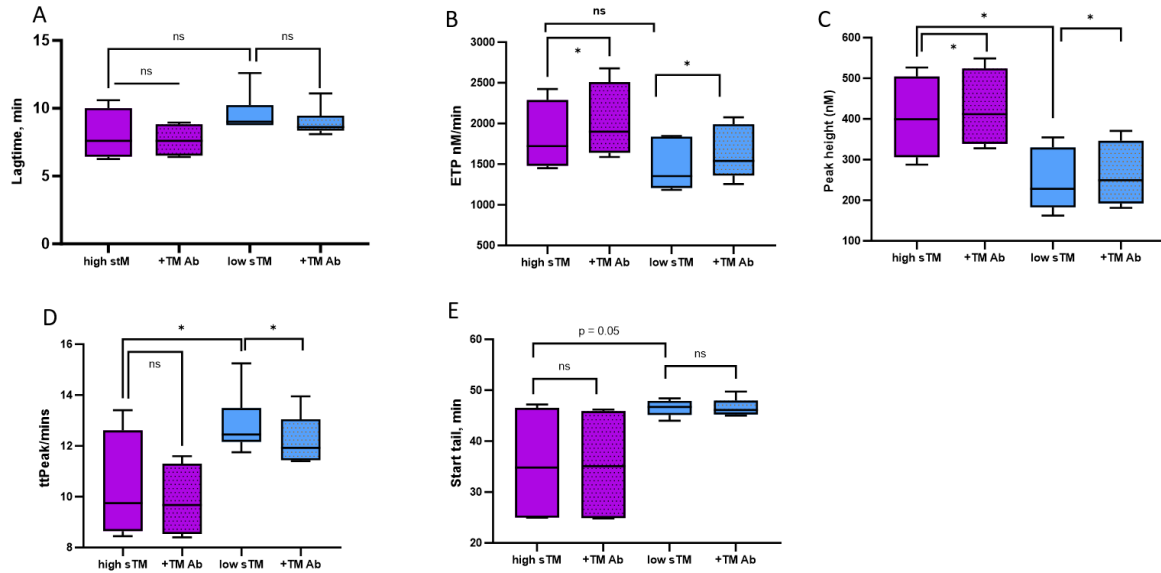 A
Lagtime, min
15
10
5
0
ns
ns
ns
high stM
+TM Ab
low sTM
+TM Ab
B
ETP nM/min
3000
2500
2000
1500
1000
500
ns
*
*
high sTM
+TM Ab
low sTM
+TM Ab
C
Peak height (nM)
600
500
400
300
200
100
*
*
*
high sTM
+TM Ab
low sTM
+TM Ab
D
ttPeak/mins
16
14
12
10
8
*
*
ns
high sTM
+TM Ab
low sTM
+TM Ab
E
Start tail, min
60
50
40
30
20
p = 0.05
ns
ns
high sTM
+TM Ab
low sTM
+TM Ab